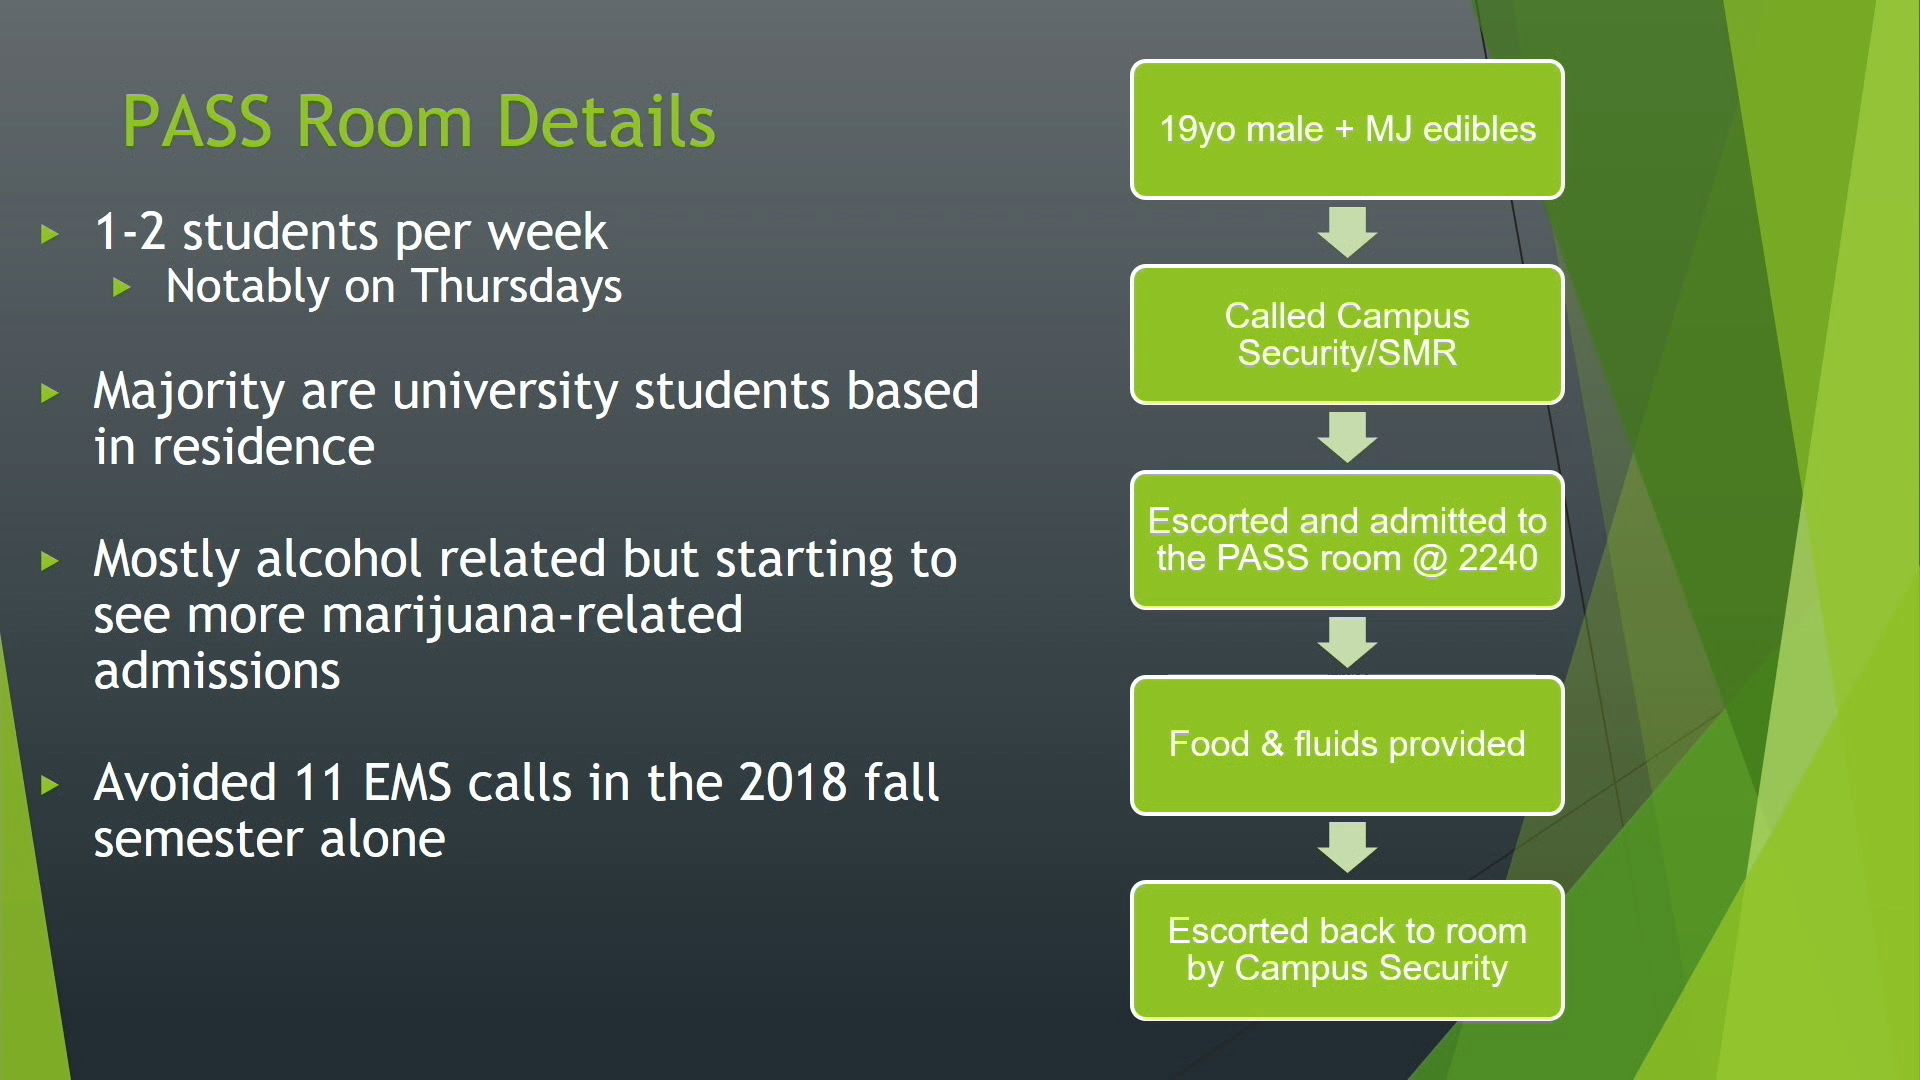 PASS Room Details
1-2 students per week
Notably on Thursdays
Majority are university students based
in residence
Mostly alcohol related but starting to
see more marijuana-related
admissions
Avoided 11 EMS calls in the 2018 fall
semester alone
19yo male + MJ edibles
Called Campus
Security/SMR
Escorted and admitted to
the PASS room @ 2240
Food & fluids provided
Escorted back to room
by Campus Security